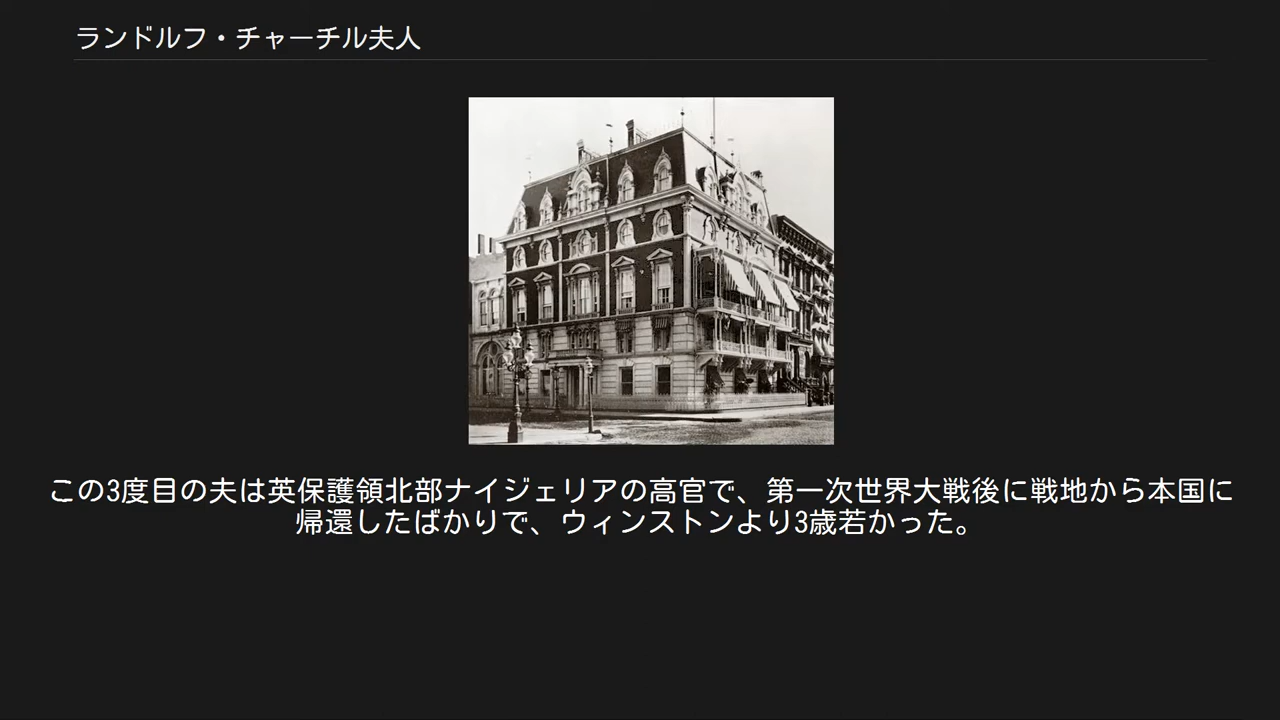 ランドルフ・チャーチル夫人
この3度目の夫は英保護領北部ナイジェリアの高官で、第一次世界大戦後に戦地から本国に
帰還したばかりで、ウィンストンより3歳若かった。